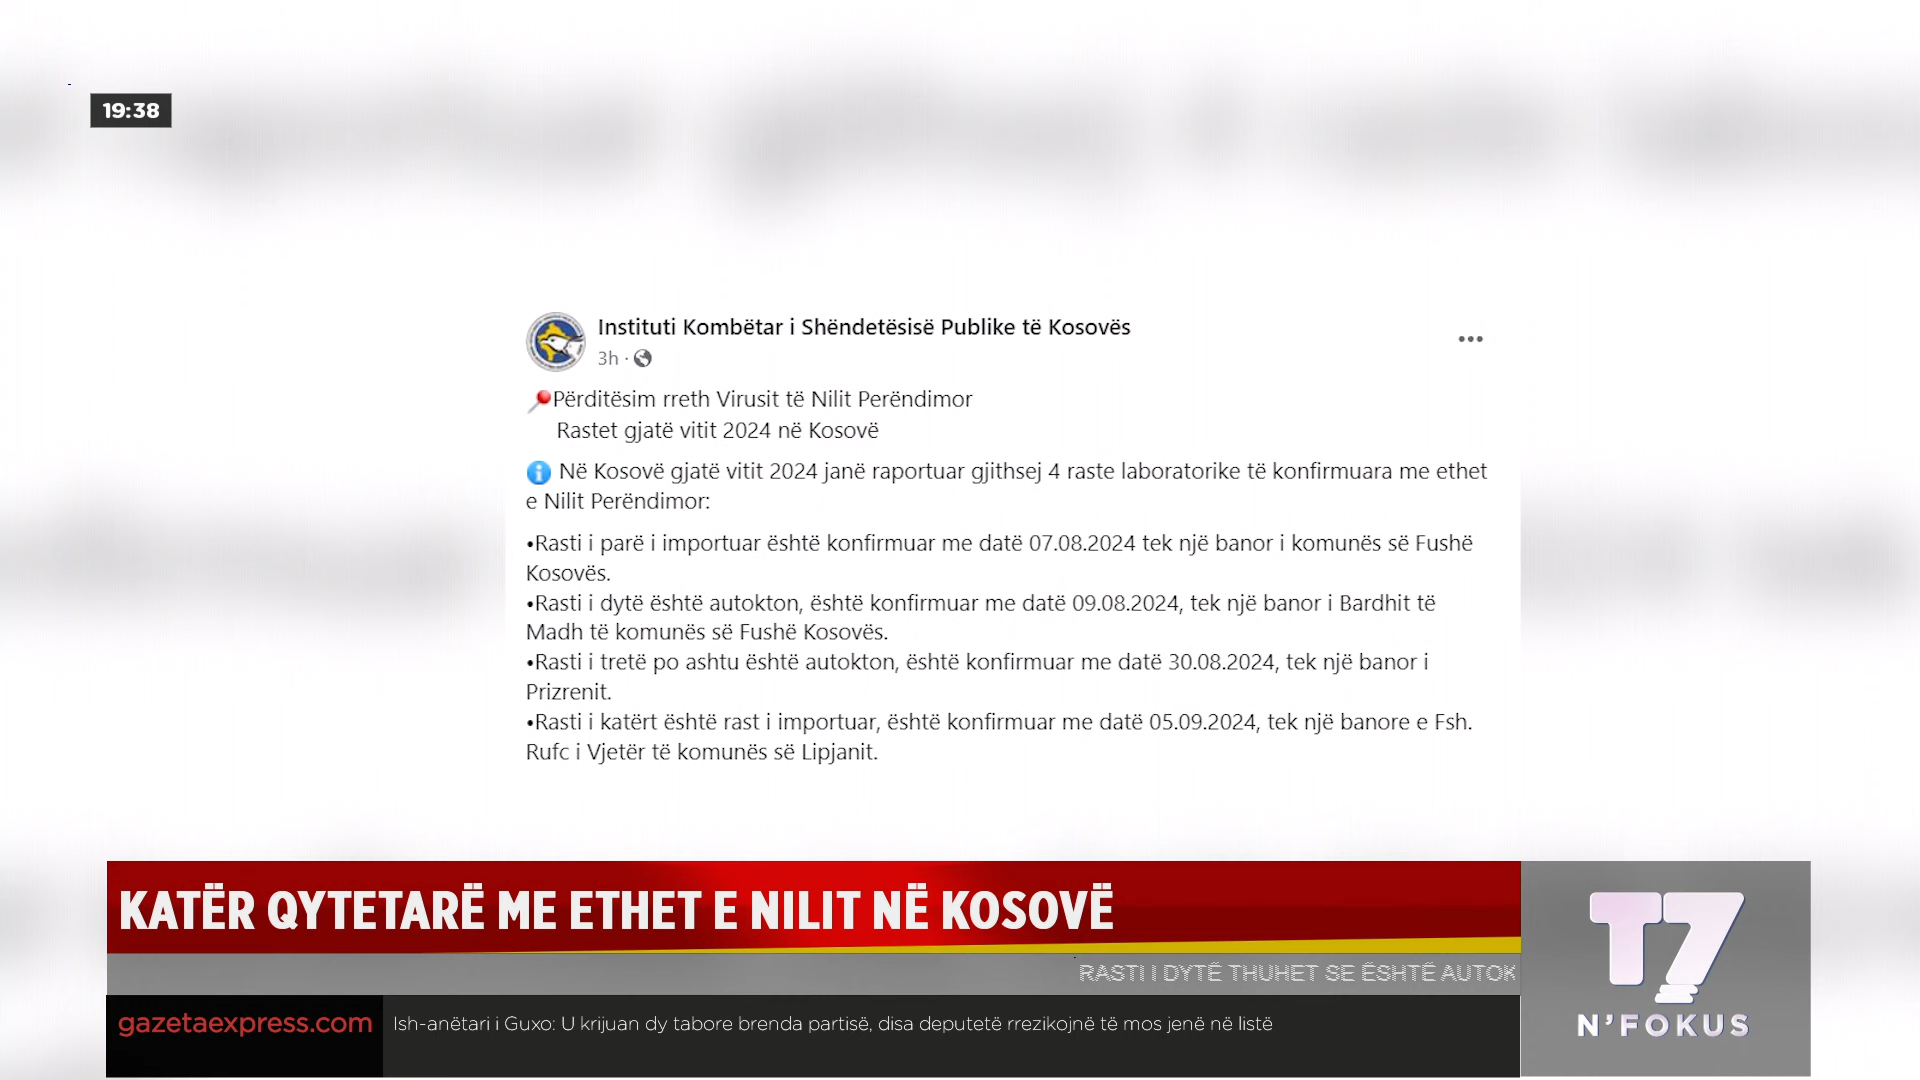 19:38
Instituti Kombëtar i Shëndetësisë Publike të Kosovës
3h ·
Përditësim rreth Virusit të Nilit Perëndimor
Rastet gjatë vitit 2024 në Kosovë
Në Kosovë gjatë vitit 2024 janë raportuar gjithsej 4 raste laboratorike të konfirmuara me ethet
e Nilit Perëndimor:
•Rasti i parë i importuar është konfirmuar me datë 07.08.2024 tek një banor i komunës së Fushë
Kosovës.
•Rasti i dytë është autokton, është konfirmuar me datë 09.08.2024, tek një banor i Bardhit të
Madh të komunës së Fushë Kosovës.
•Rasti i tretë po ashtu është autokton, është konfirmuar me datë 30.08.2024, tek një banor i
Prizrenit.
•Rasti i katërt është rast i importuar, është konfirmuar me datë 05.09.2024, tek një banore e Fsh.
Rufc i Vjetër të komunës së Lipjanit.
KATËR QYTETARË ME ETHET E NILIT NË KOSOVË
RASTI I DYTË THUHET SE ËSHTË AUTOK
gazetaexpress.com
Ish-anëtari i Guxo: U krijuan dy tabore brenda partisë, disa deputetë rrezikojnë të mos jenë në listë
T7
N'FOKUS